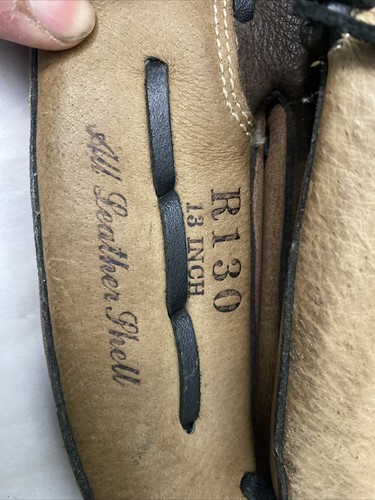 R130
13 INCH
All Leather Shell